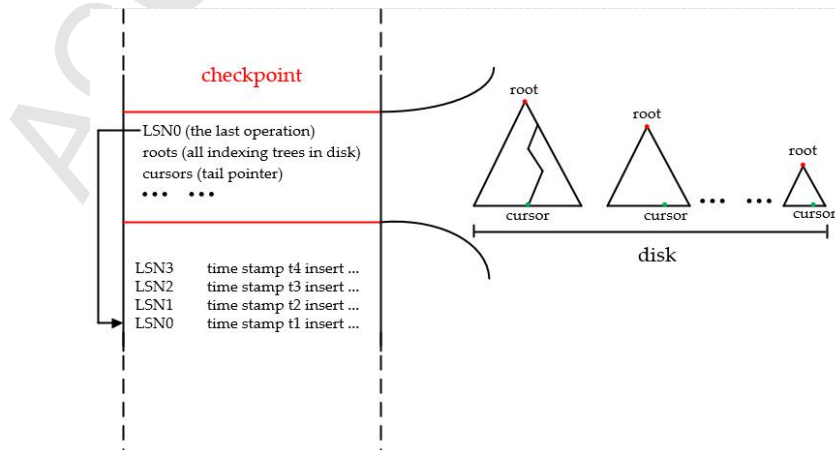 checkpoint
LSN0 (the last operation)
roots (all indexing trees in disk)
cursors (tail pointer)
••• •••
LSN3 time stamp t4 insert ...
LSN2 time stamp t3 insert ...
LSN1 time stamp t2 insert ...
LSN0 time stamp t1 insert ...
root
root
root
cursor
cursor
••• •••
cursor
disk